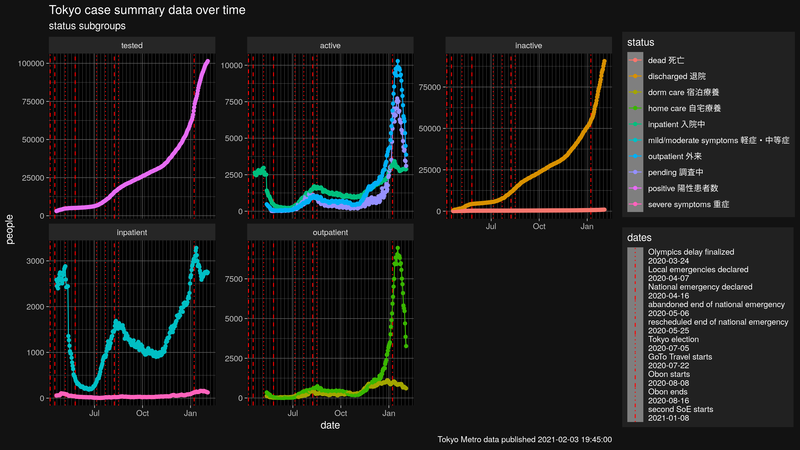 Tokyo case summary data over time
status subgroups
tested
active
inactive
100000
75000
50000
25000
0
10000
7500
5000
2500
0
75000
50000
25000
0
Jul
Oct
Jan
people
inpatient
outpatient
3000
2000
1000
0
7500
5000
2500
0
Jul
Oct
Jan
Jul
Oct
Jan
date
status
dead 死亡
discharged 退院
dorm care 宿泊療養
home care 自宅療養
inpatient 入院中
mild/moderate symptoms 軽症・中等症
outpatient 外来
pending 調査中
positive 陽性患者数
severe symptoms 重症
dates
Olympics delay finalized
2020-03-24
Local emergencies declared
2020-04-07
National emergency declared
2020-04-16
abandoned end of national emergency
2020-05-06
rescheduled end of national emergency
2020-05-25
Tokyo election
2020-07-05
GoTo Travel starts
2020-07-22
Obon starts
2020-08-08
Obon ends
2020-08-16
second SoE starts
2021-01-08
Tokyo Metro data published 2021-02-03 19:45:00